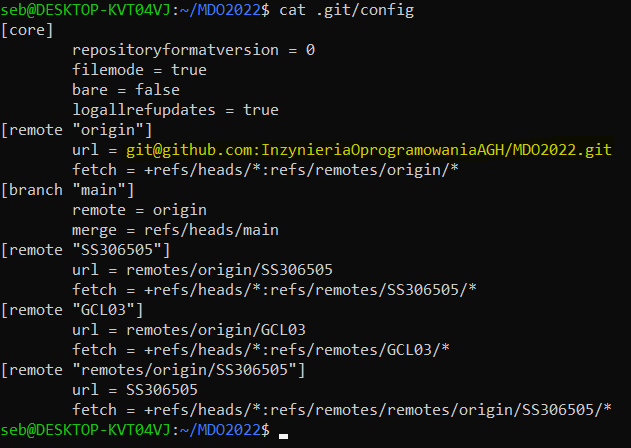 seb@DESKTOP-KVT04VJ:~/MDO2022$ cat .git/config
[core]
        repositoryformatversion = 0
        filemode = true
        bare = false
        logallrefupdates = true
[remote "origin"]
        url = git@github.com:InzynieriaOprogramowaniaAGH/MDO2022.git
        fetch = +refs/heads/*:refs/remotes/origin/*
[branch "main"]
        remote = origin
        merge = refs/heads/main
[remote "SS306505"]
        url = remotes/origin/SS306505
        fetch = +refs/heads/*:refs/remotes/SS306505/*
[remote "GCL03"]
        url = remotes/origin/GCL03
        fetch = +refs/heads/*:refs/remotes/GCL03/*
[remote "remotes/origin/SS306505"]
        url = SS306505
        fetch = +refs/heads/*:refs/remotes/remotes/origin/SS306505/*
seb@DESKTOP-KVT04VJ:~/MDO2022$